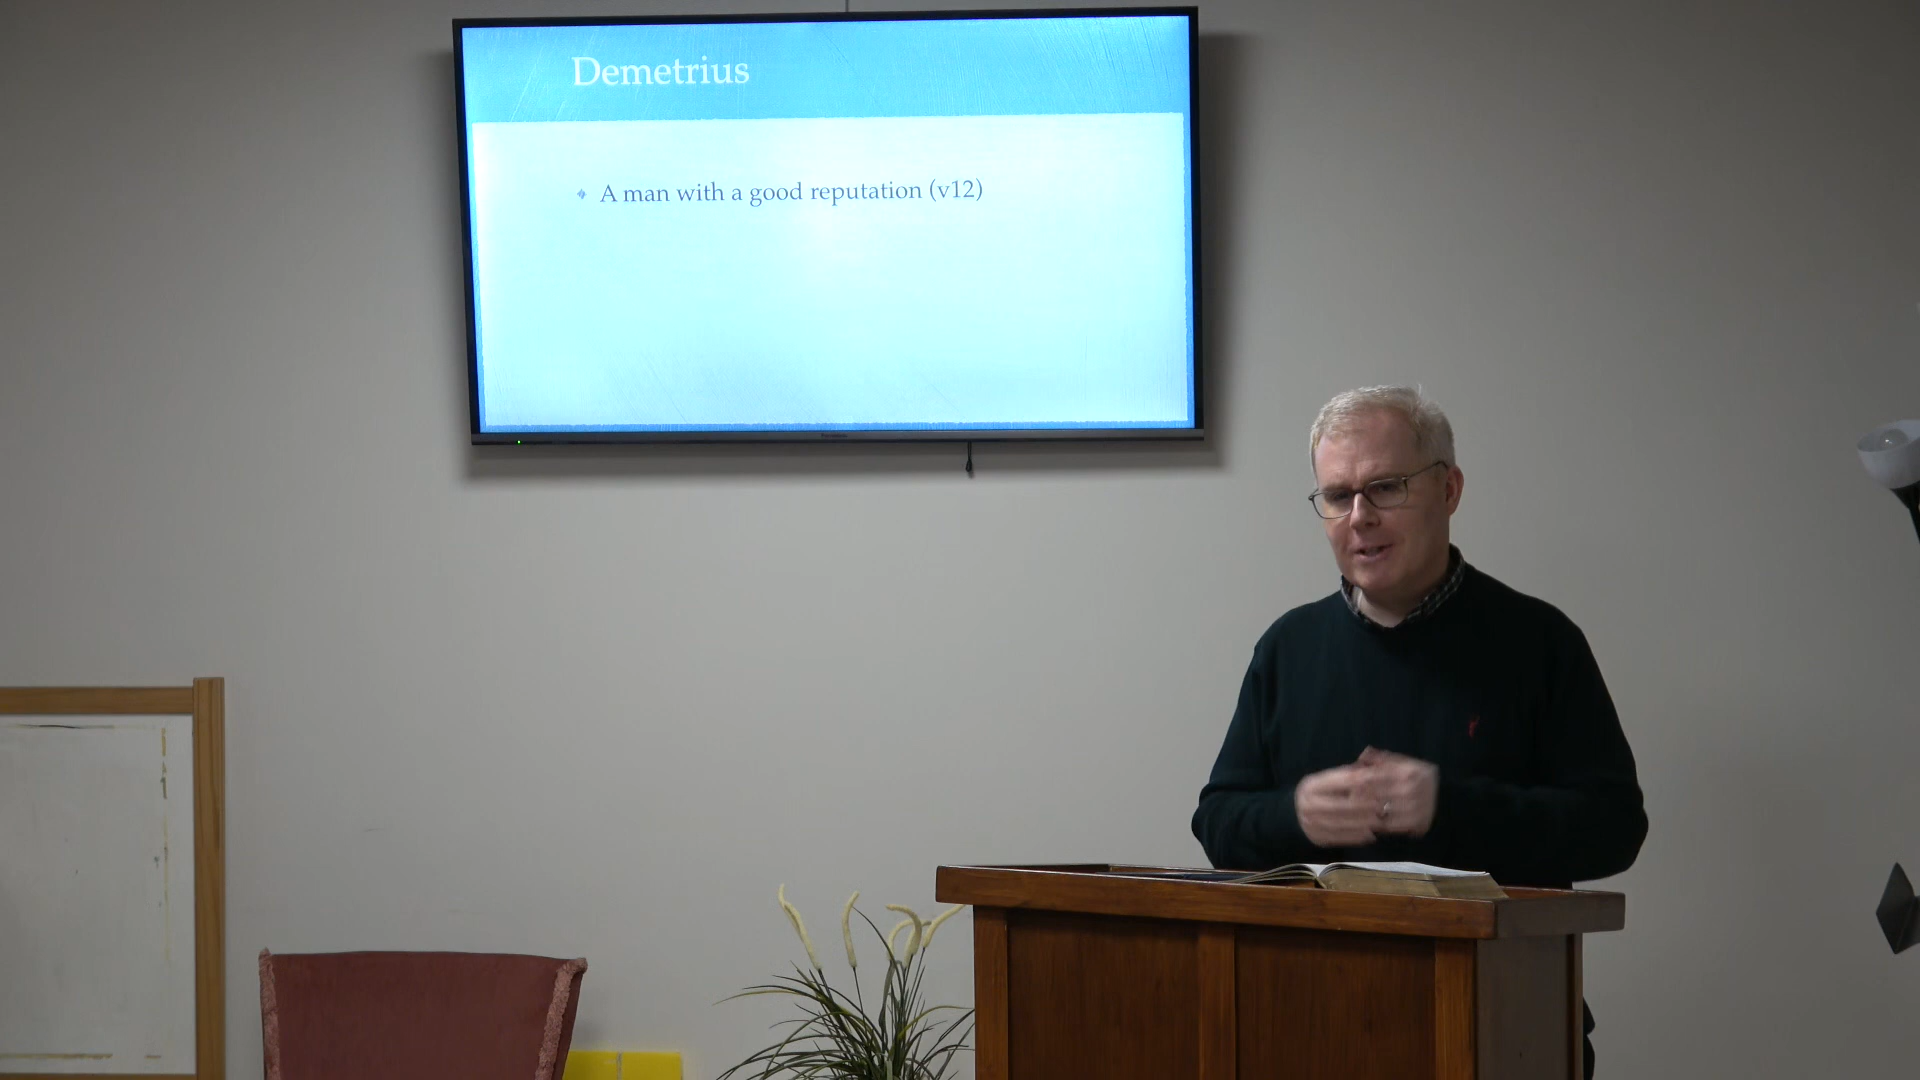 Demetrius
A man with a good reputation (v12)